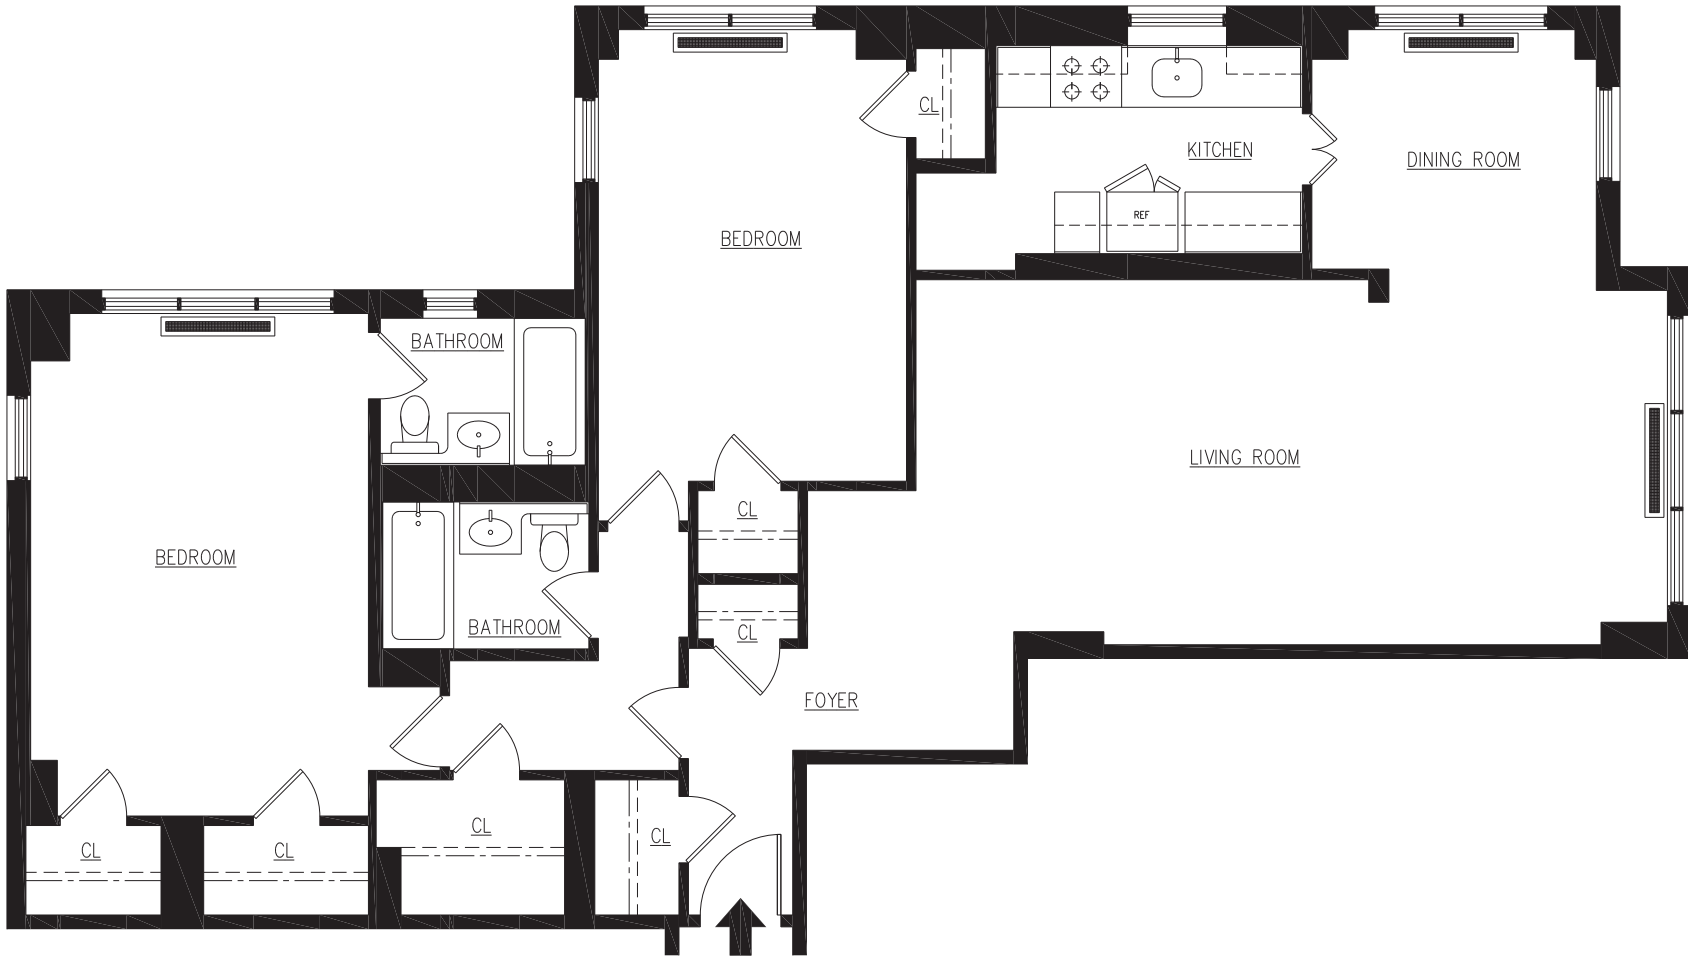 CL
KITCHEN
DINING ROOM
REF
BEDROOM
BATHROOM
LIVING ROOM
CL
BEDROOM
BATHROOM
CL
FOYER
CL
CL
CL
CL